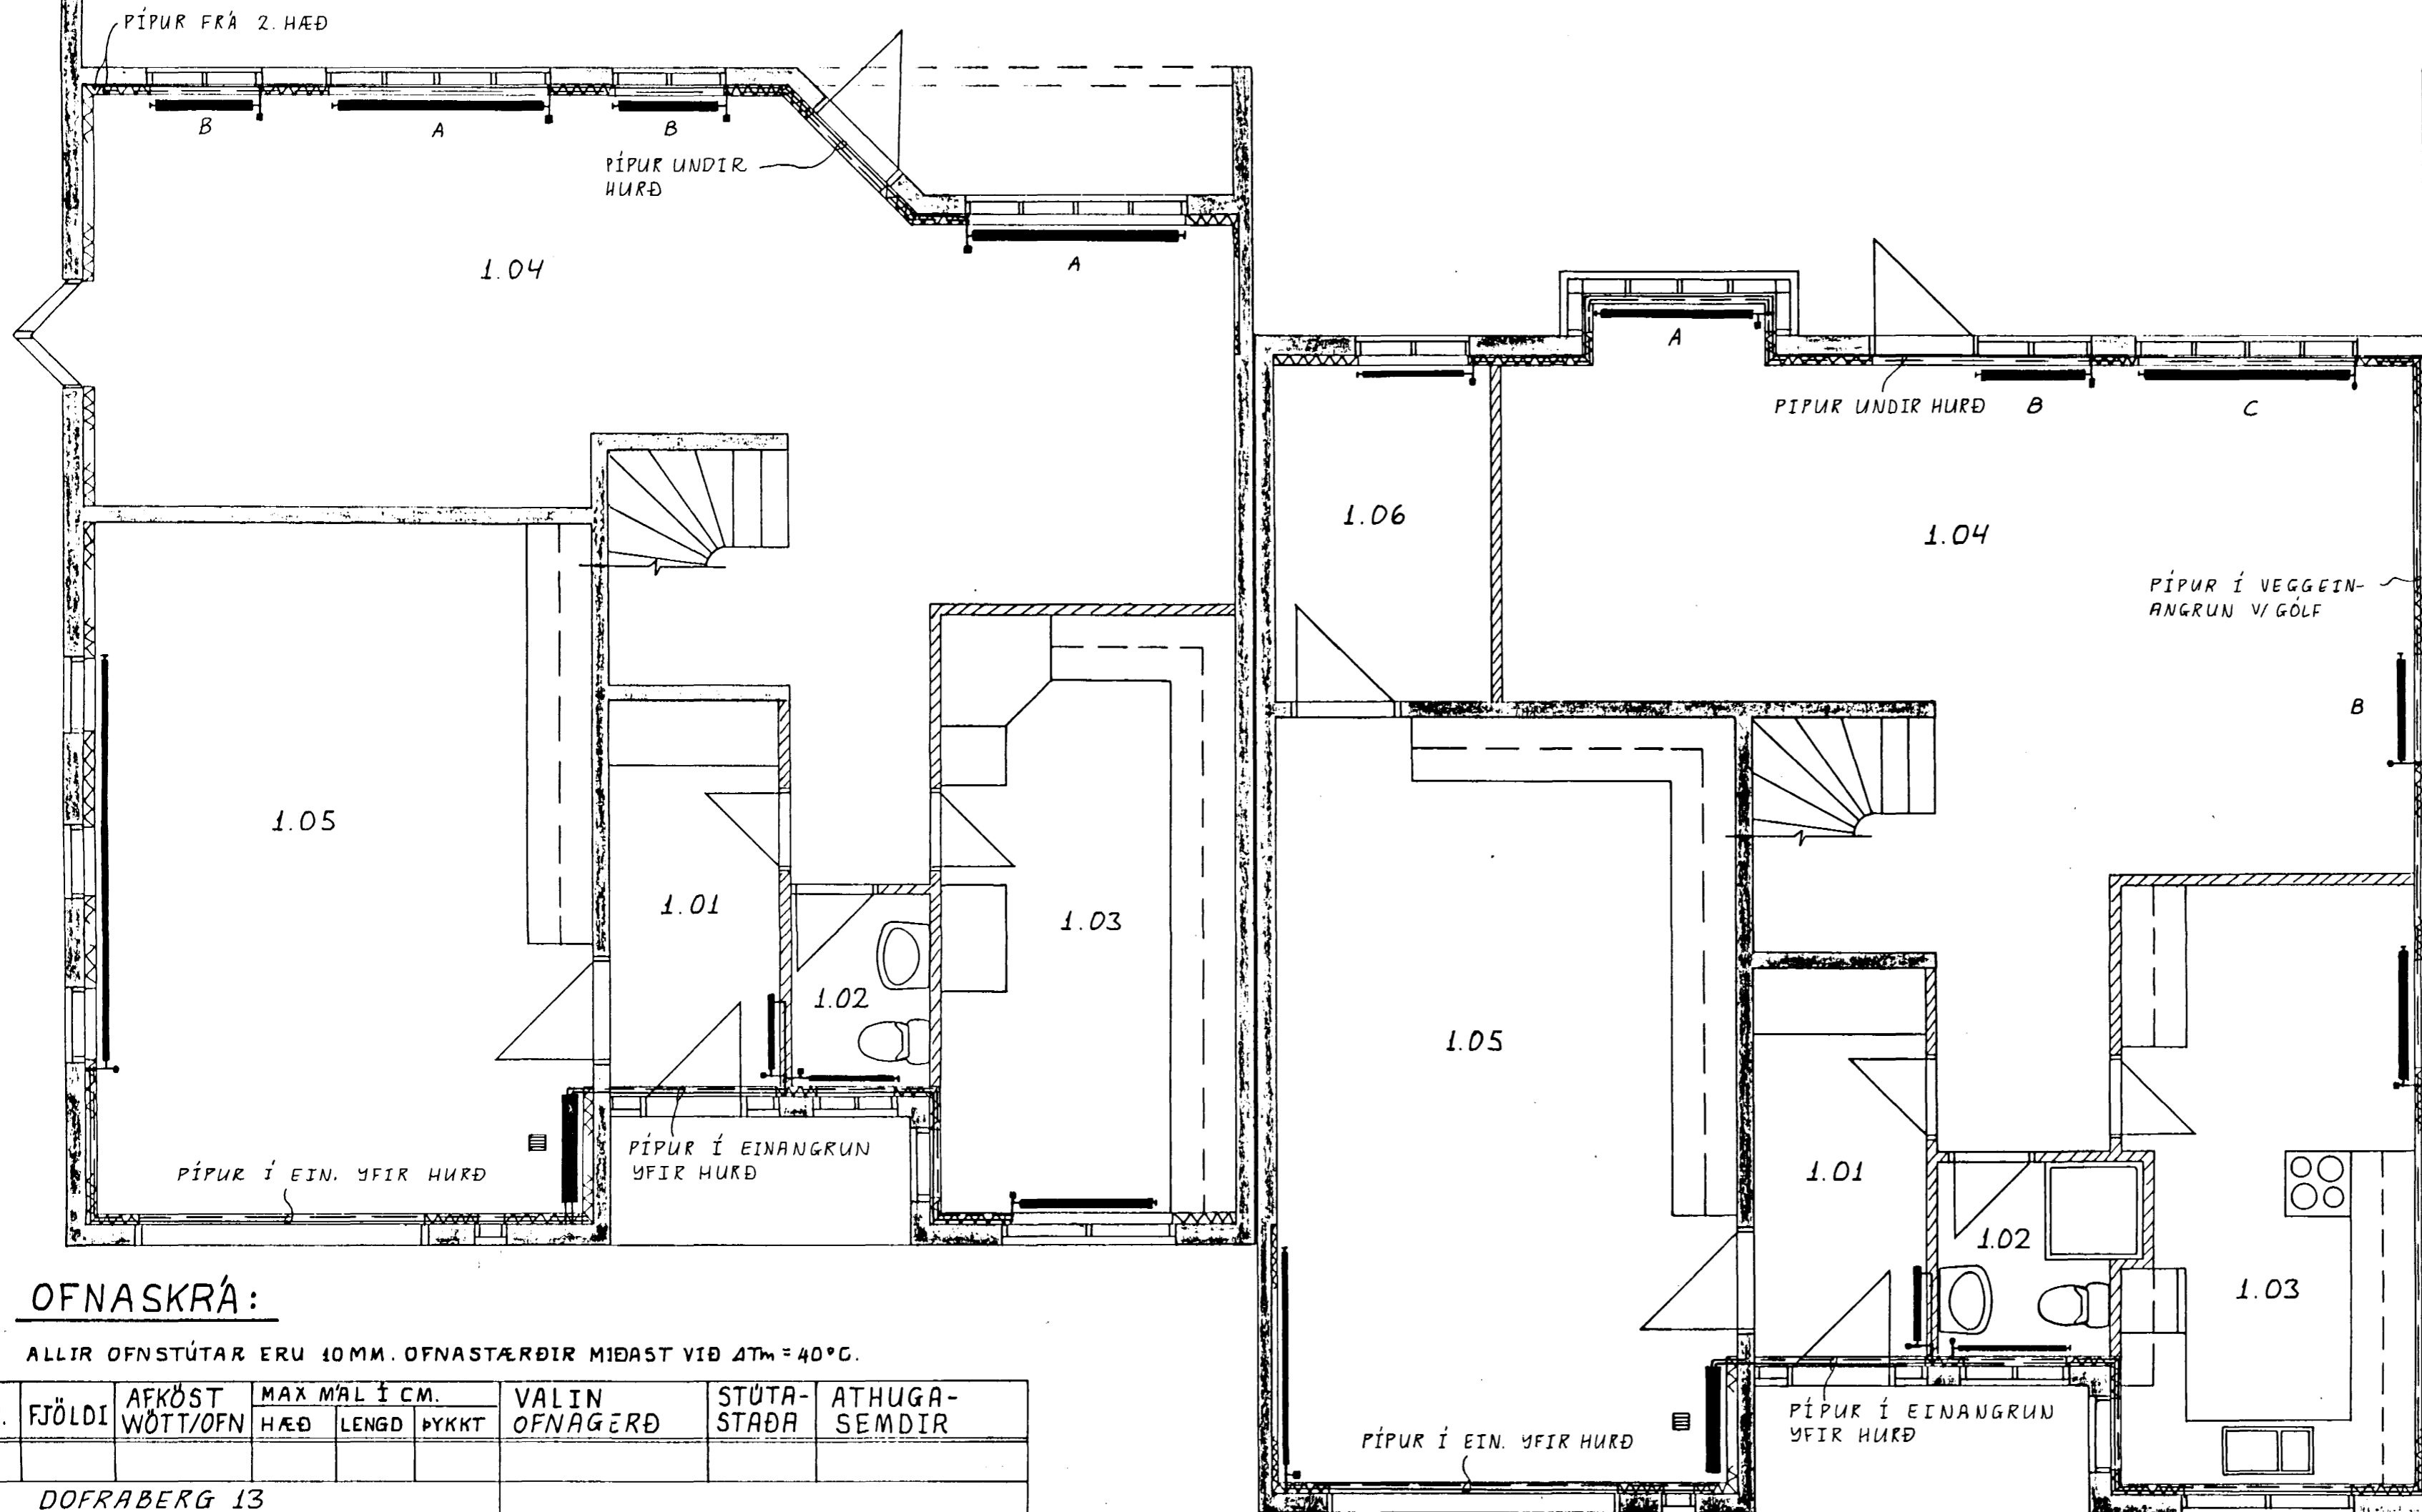 PÍPUR FRÁ 2. HÆÐ
B
A
B
PÍPUR UNDIR
HURÐ
A
1.04
1.05
1.01
1.02
1.03
PÍPUR Í EIN. YFIR HURÐ
PÍPUR Í EINANGRUN
YFIR HURÐ
A
PÍPUR UNDIR HURÐ
B
C
1.06
1.04
PÍPUR Í VEGGEIN-
ANGRUN V/ GÓLF
B
1.05
1.01
1.02
1.03
PÍPUR Í EIN. YFIR HURÐ
PÍPUR Í EINANGRUN
YFIR HURÐ
OFNASKRÁ:
ALLIR OFNSTÚTAR ERU 10MM. OFNASTÆRÐIR MIÐAST VIÐ ΔTm = 40°C.
FJÖLDI
AFKÖST
WÖTT/OFN
MAX MÁL Í CM.
HÆÐ LENGD ÞYKKT
VALIN
OFNAGERÐ
STÚTA-
STAÐA
ATHUGA-
SEMDIR
DOFRABERG 13